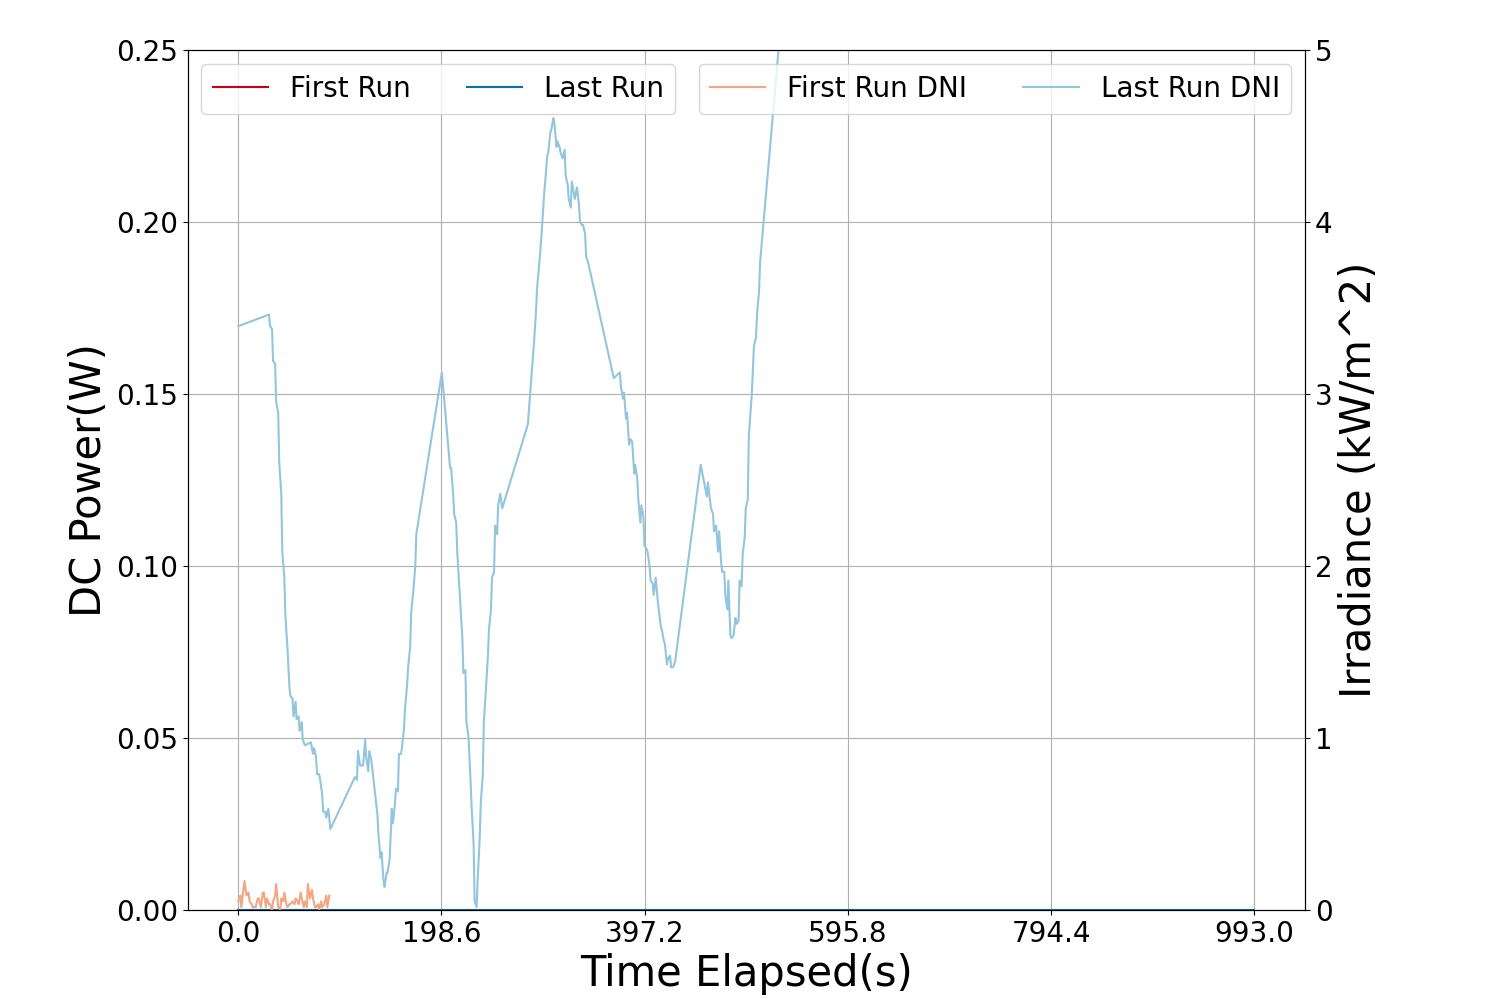 First Run
Last Run
First Run DNI
Last Run DNI
DC Power(W)
0.25
0.20
0.15
0.10
0.05
0.00
5
4
3
2
1
0
Irradiance (kW/m^2)
0.0 198.6 397.2 595.8 794.4 993.0
Time Elapsed(s)